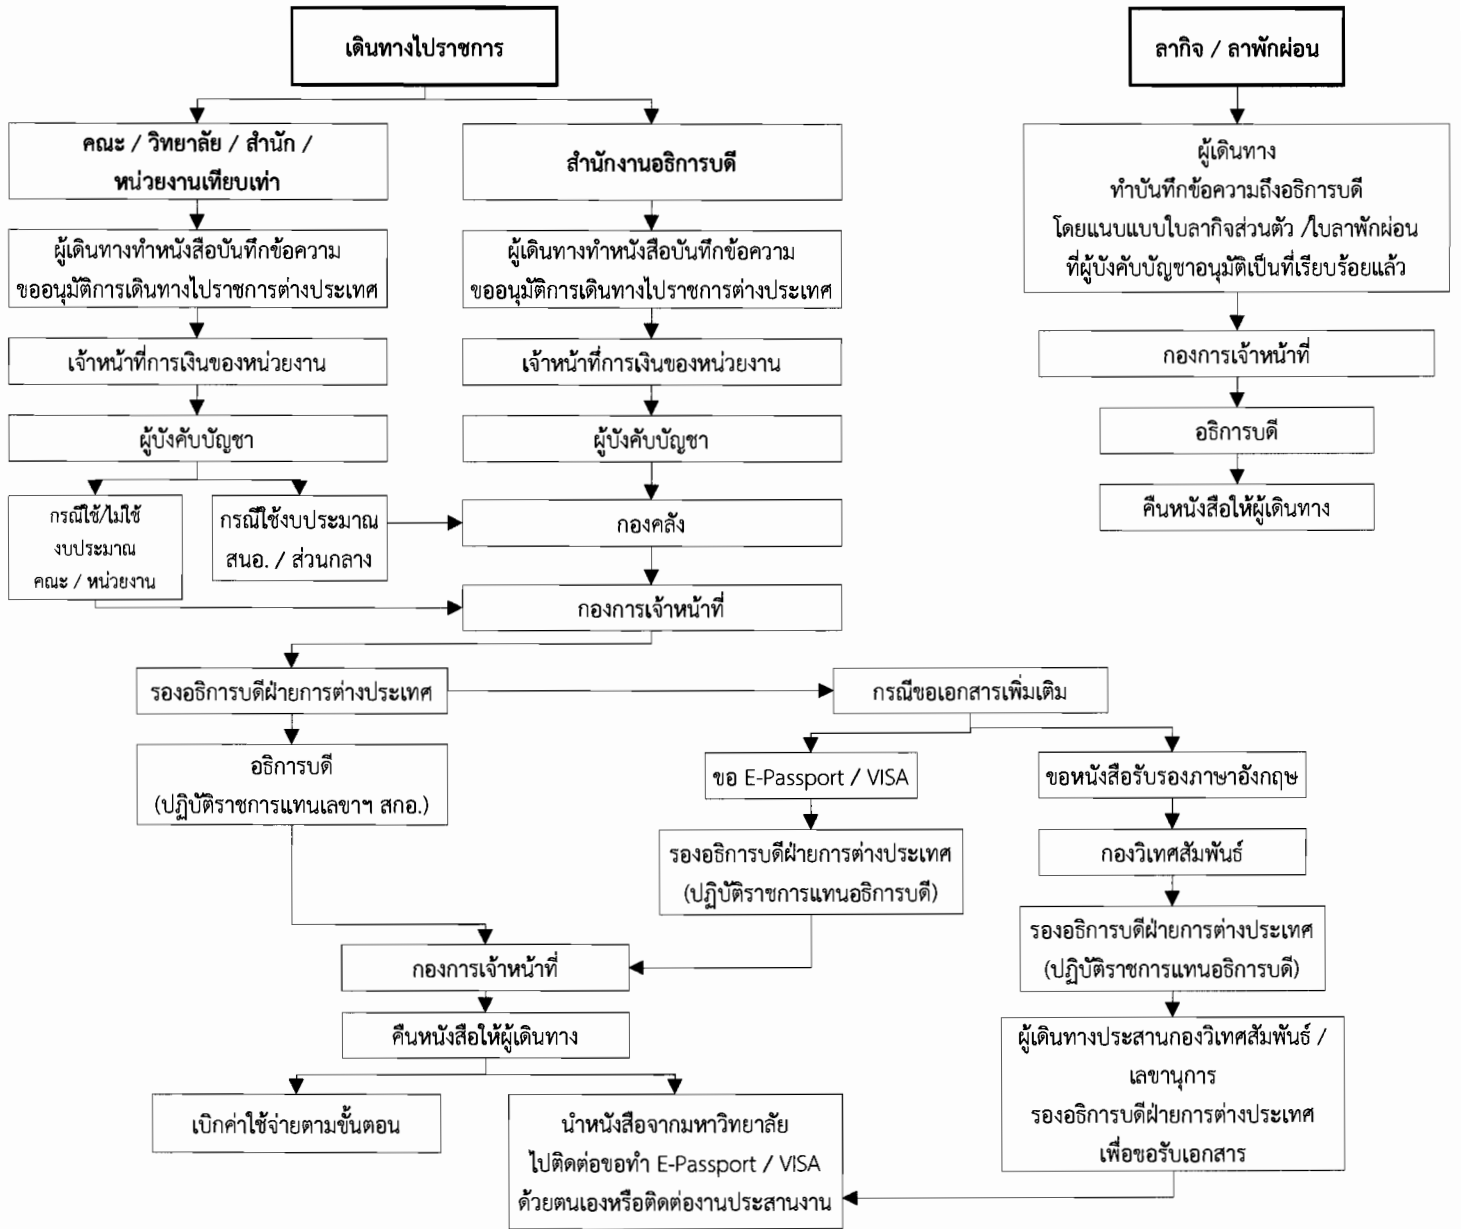 เดินทางไปราชการ
ลากิจ / ลาพักผ่อน
คณะ / วิทยาลัย / สำนัก /
หน่วยงานเทียบเท่า
สำนักงานอธิการบดี
ผู้เดินทาง
ทำบันทึกข้อความถึงอธิการบดี
โดยแนบแบบใบลากิจส่วนตัว /ใบลาพักผ่อน
ที่ผู้บังคับบัญชาอนุมัติเป็นที่เรียบร้อยแล้ว
ผู้เดินทางทำหนังสือบันทึกข้อความ
ขออนุมัติการเดินทางไปราชการต่างประเทศ
ผู้เดินทางทำหนังสือบันทึกข้อความ
ขออนุมัติการเดินทางไปราชการต่างประเทศ
เจ้าหน้าที่การเงินของหน่วยงาน
เจ้าหน้าที่การเงินของหน่วยงาน
กองการเจ้าหน้าที่
ผู้บังคับบัญชา
ผู้บังคับบัญชา
อธิการบดี
คืนหนังสือให้ผู้เดินทาง
กรณีใช้/ไม่ใช้
งบประมาณ
คณะ / หน่วยงาน
กรณีใช้งบประมาณ
สนอ. / ส่วนกลาง
กองคลัง
กองการเจ้าหน้าที่
รองอธิการบดีฝ่ายการต่างประเทศ
กรณีขอเอกสารเพิ่มเติม
อธิการบดี
(ปฏิบัติราชการแทนเลขาฯ สกอ.)
ขอ E-Passport / VISA
ขอหนังสือรับรองภาษาอังกฤษ
รองอธิการบดีฝ่ายการต่างประเทศ
(ปฏิบัติราชการแทนอธิการบดี)
กองวิเทศสัมพันธ์
รองอธิการบดีฝ่ายการต่างประเทศ
(ปฏิบัติราชการแทนอธิการบดี)
กองการเจ้าหน้าที่
คืนหนังสือให้ผู้เดินทาง
ผู้เดินทางประสานกองวิเทศสัมพันธ์ /
เลขานุการ
รองอธิการบดีฝ่ายการต่างประเทศ
เพื่อขอรับเอกสาร
เบิกค่าใช้จ่ายตามขั้นตอน
นำหนังสือจากมหาวิทยาลัย
ไปติดต่อขอทำ E-Passport / VISA
ด้วยตนเองหรือติดต่องานประสานงาน